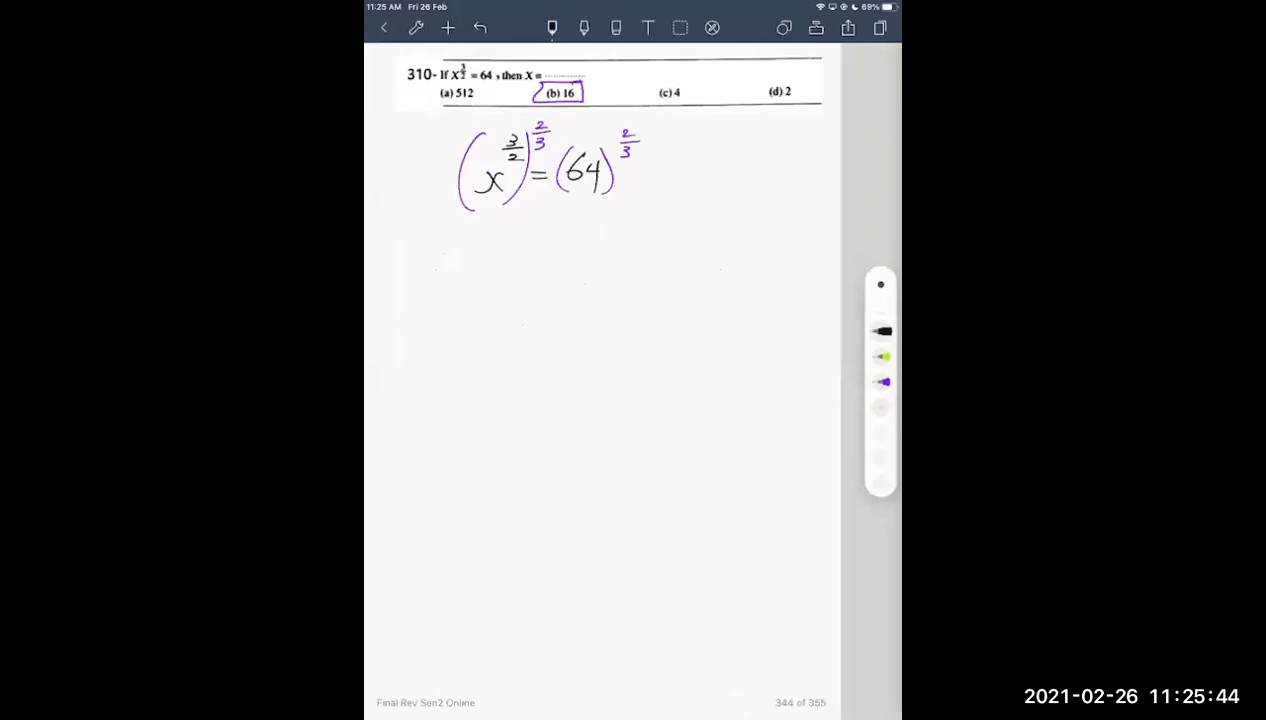 11:25 AM Fri 26 Feb
69%
310- If X^{3/2} = 64 , then X = ..............
(a) 512 (b) 16 (c) 4 (d) 2
(x^{3/2})^{2/3} = (64)^{2/3}
Final Rev Sen2 Online
344 of 355
2021-02-26 11:25:44